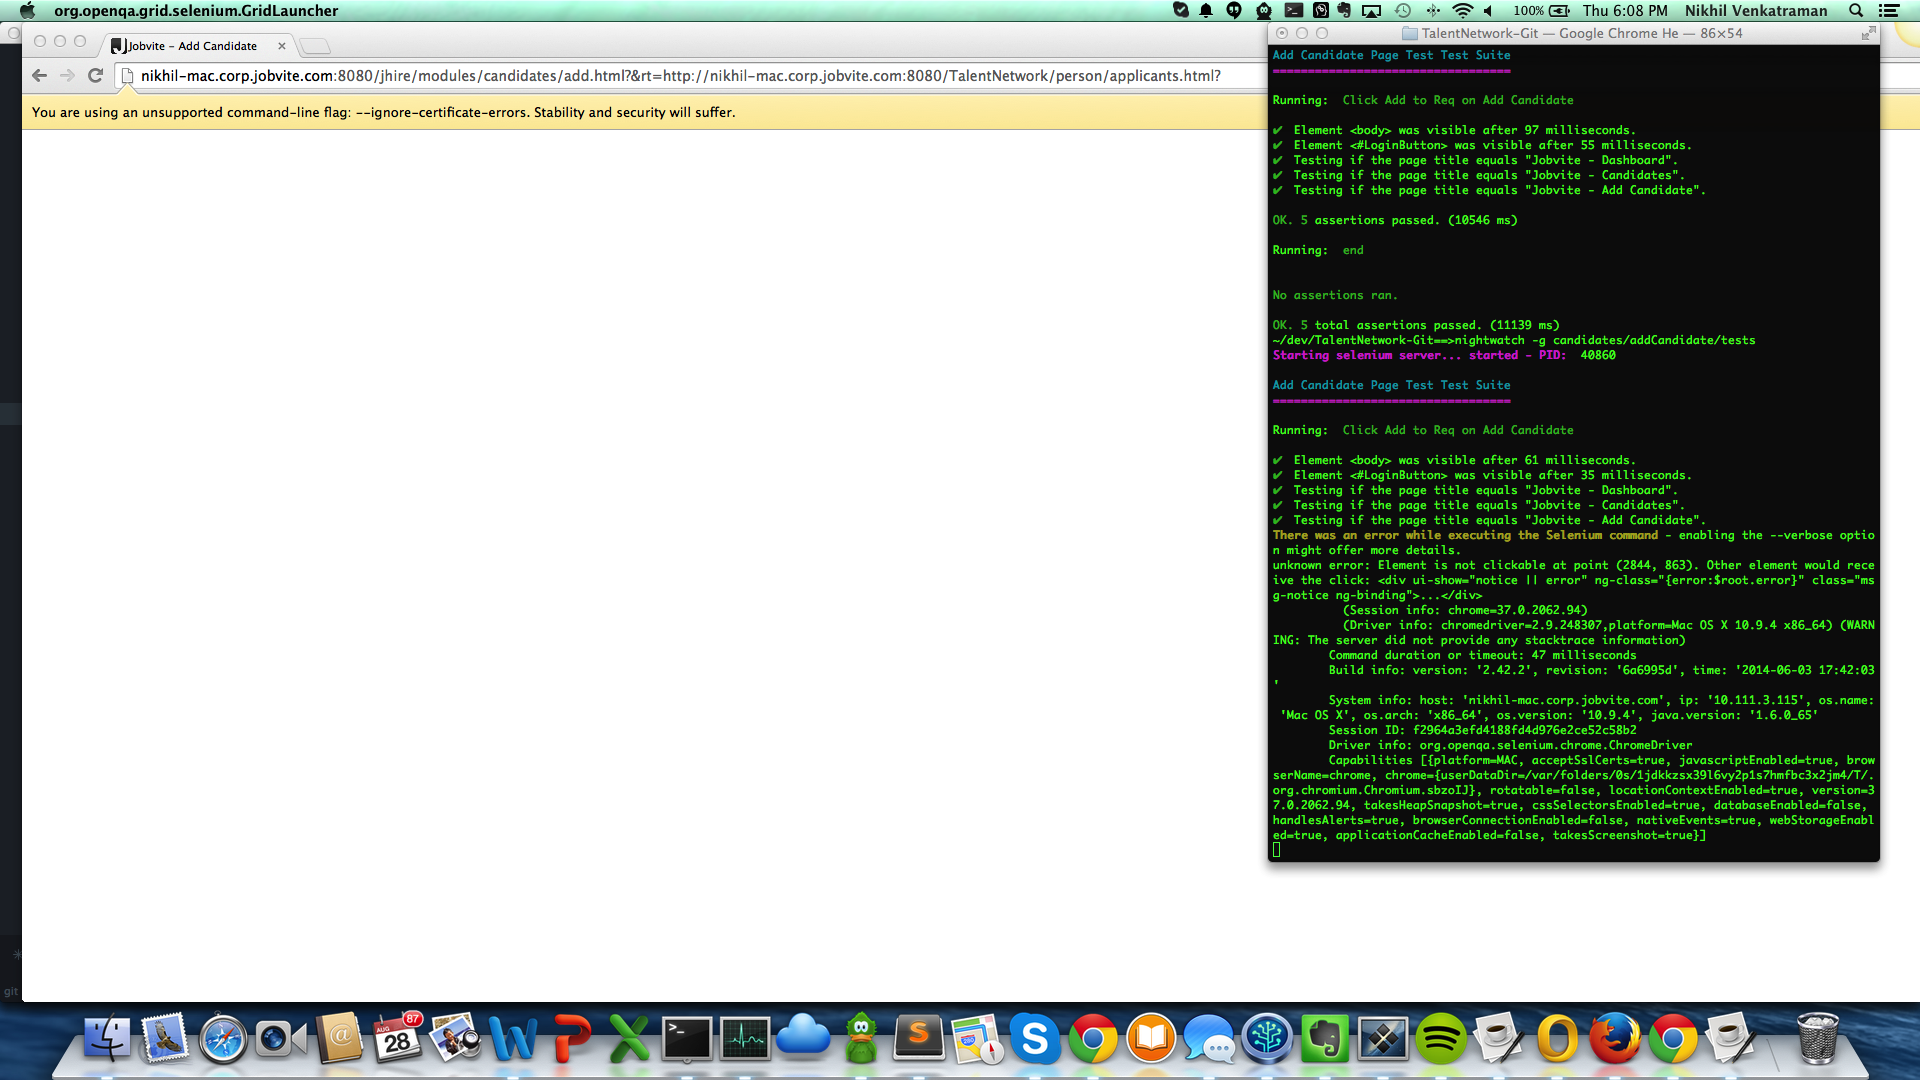 org.openqa.grid.selenium.GridLauncher
100%
Thu 6:08 PM
Nikhil Venkatraman
Jobvite - Add Candidate
nikhil-mac.corp.jobvite.com:8080/jhire/modules/candidates/add.html?&rt=http://nikhil-mac.corp.jobvite.com:8080/TalentNetwork/person/applicants.html?
You are using an unsupported command-line flag: --ignore-certificate-errors. Stability and security will suffer.
TalentNetwork-Git — Google Chrome He — 86×54
Add Candidate Page Test Test Suite
==================================
Running:  Click Add to Req on Add Candidate
✔ Element <body> was visible after 97 milliseconds.
✔ Element <#LoginButton> was visible after 55 milliseconds.
✔ Testing if the page title equals "Jobvite - Dashboard".
✔ Testing if the page title equals "Jobvite - Candidates".
✔ Testing if the page title equals "Jobvite - Add Candidate".
OK. 5 assertions passed. (10546 ms)
Running:  end
No assertions ran.
OK. 5 total assertions passed. (11139 ms)
~/dev/TalentNetwork-Git==>nightwatch -g candidates/addCandidate/tests
Starting selenium server... started - PID:  40860
Add Candidate Page Test Test Suite
==================================
Running:  Click Add to Req on Add Candidate
✔ Element <body> was visible after 61 milliseconds.
✔ Element <#LoginButton> was visible after 35 milliseconds.
✔ Testing if the page title equals "Jobvite - Dashboard".
✔ Testing if the page title equals "Jobvite - Candidates".
✔ Testing if the page title equals "Jobvite - Add Candidate".
There was an error while executing the Selenium command - enabling the --verbose optio
n might offer more details.
unknown error: Element is not clickable at point (2844, 863). Other element would rece
ive the click: <div ui-show="notice || error" ng-class="{error:$root.error}" class="ms
g-notice ng-binding">...</div>
(Session info: chrome=37.0.2062.94)
(Driver info: chromedriver=2.9.248307,platform=Mac OS X 10.9.4 x86_64) (WARN
ING: The server did not provide any stacktrace information)
Command duration or timeout: 47 milliseconds
Build info: version: '2.42.2', revision: '6a6995d', time: '2014-06-03 17:42:03
'
System info: host: 'nikhil-mac.corp.jobvite.com', ip: '10.111.3.115', os.name:
'Mac OS X', os.arch: 'x86_64', os.version: '10.9.4', java.version: '1.6.0_65'
Session ID: f2964a3efd4188fd4d976e2ce52c58b2
Driver info: org.openqa.selenium.chrome.ChromeDriver
Capabilities [{platform=MAC, acceptSslCerts=true, javascriptEnabled=true, brow
serName=chrome, chrome={userDataDir=/var/folders/0s/1jdkkzsx39l6vy2p1s7hmfbc3x2jm4/T/.
org.chromium.Chromium.sbzoIJ}, rotatable=false, locationContextEnabled=true, version=3
7.0.2062.94, takesHeapSnapshot=true, cssSelectorsEnabled=true, databaseEnabled=false,
handlesAlerts=true, browserConnectionEnabled=false, nativeEvents=true, webStorageEnabl
ed=true, applicationCacheEnabled=false, takesScreenshot=true}]
git
AUG
28
87